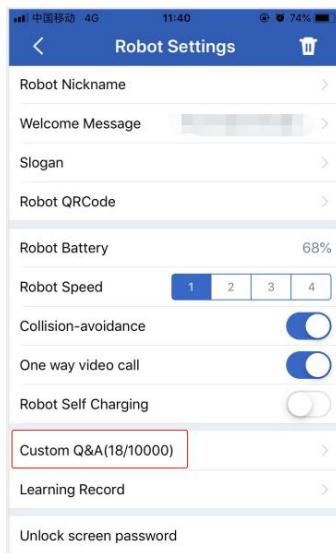 中国移动 4G 11:40 74%
Robot Settings
Robot Nickname
Welcome Message
Slogan
Robot QRCode
Robot Battery 68%
Robot Speed 1 2 3 4
Collision-avoidance
One way video call
Robot Self Charging
Custom Q&A(18/10000)
Learning Record
Unlock screen password